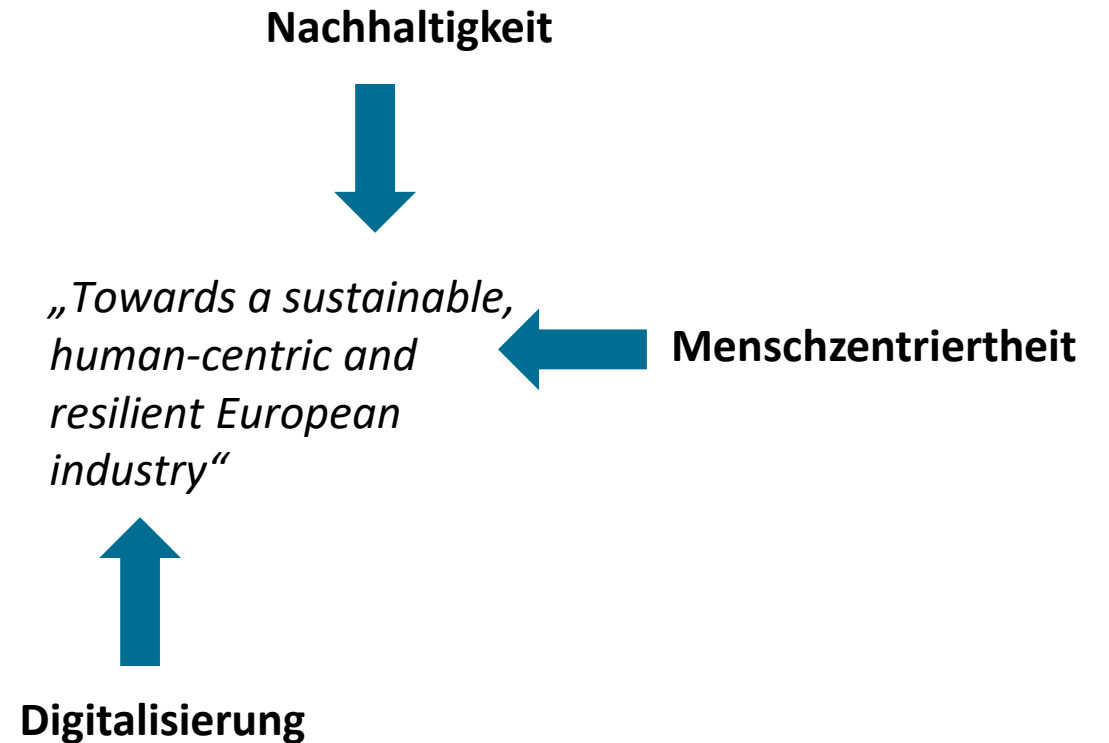 Nachhaltigkeit
„Towards a sustainable,
human-centric and
resilient European
industry“
Menschzentriertheit
Digitalisierung